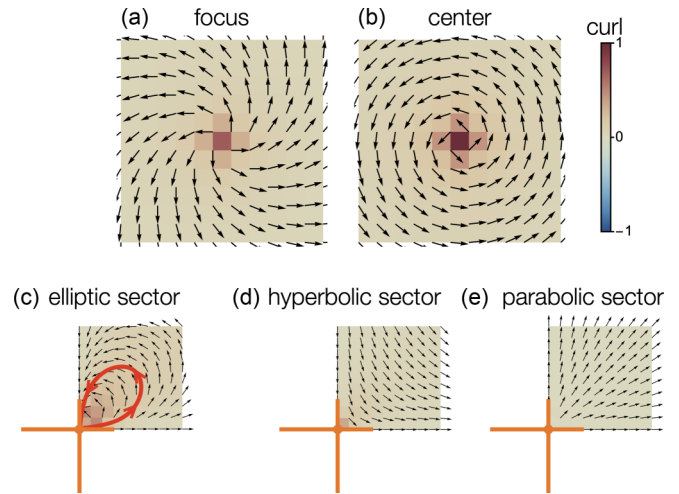 (a) focus (b) center curl
1
0
-1
(c) elliptic sector (d) hyperbolic sector (e) parabolic sector